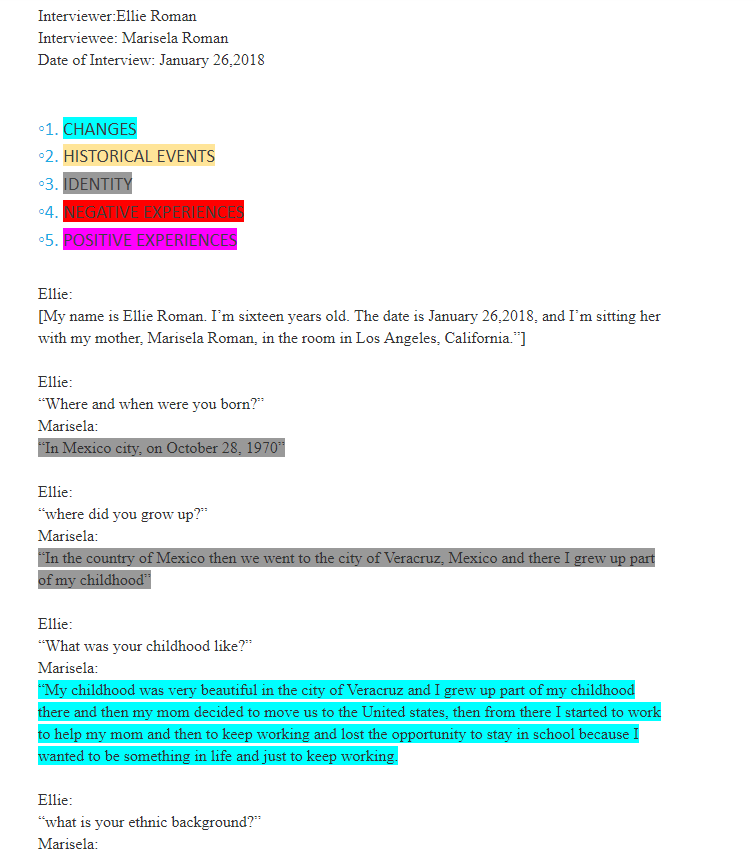 Interviewer:Ellie Roman
Interviewee: Marisela Roman
Date of Interview: January 26,2018
◦1. CHANGES
◦2. HISTORICAL EVENTS
◦3. IDENTITY
◦4. NEGATIVE EXPERIENCES
◦5. POSITIVE EXPERIENCES
Ellie:
[My name is Ellie Roman. I’m sixteen years old. The date is January 26,2018, and I’m sitting her
with my mother, Marisela Roman, in the room in Los Angeles, California.”]
Ellie:
“Where and when were you born?”
Marisela:
“In Mexico city, on October 28, 1970”
Ellie:
“where did you grow up?”
Marisela:
“In the country of Mexico then we went to the city of Veracruz, Mexico and there I grew up part
of my childhood”
Ellie:
“What was your childhood like?”
Marisela:
“My childhood was very beautiful in the city of Veracruz and I grew up part of my childhood
there and then my mom decided to move us to the United states, then from there I started to work
to help my mom and then to keep working and lost the opportunity to stay in school because I
wanted to be something in life and just to keep working.
Ellie:
“what is your ethnic background?”
Marisela: